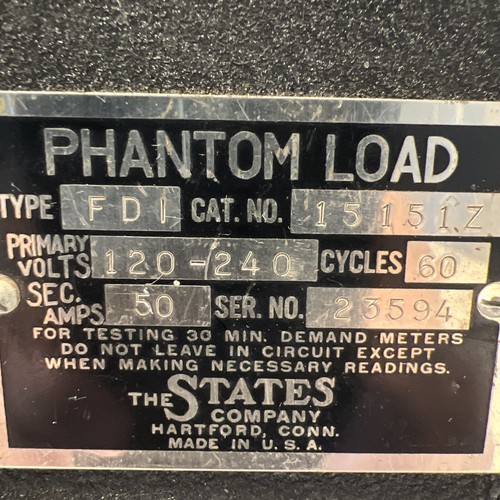 PHANTOM LOAD
TYPE FDI CAT. NO. 15151Z
PRIMARY VOLTS 120-240 CYCLES 60
SEC. AMPS 50 SER. NO. 23594
FOR TESTING 30 MIN. DEMAND METERS
DO NOT LEAVE IN CIRCUIT EXCEPT
WHEN MAKING NECESSARY READINGS.
THE STATES
COMPANY
HARTFORD, CONN.
MADE IN U.S.A.